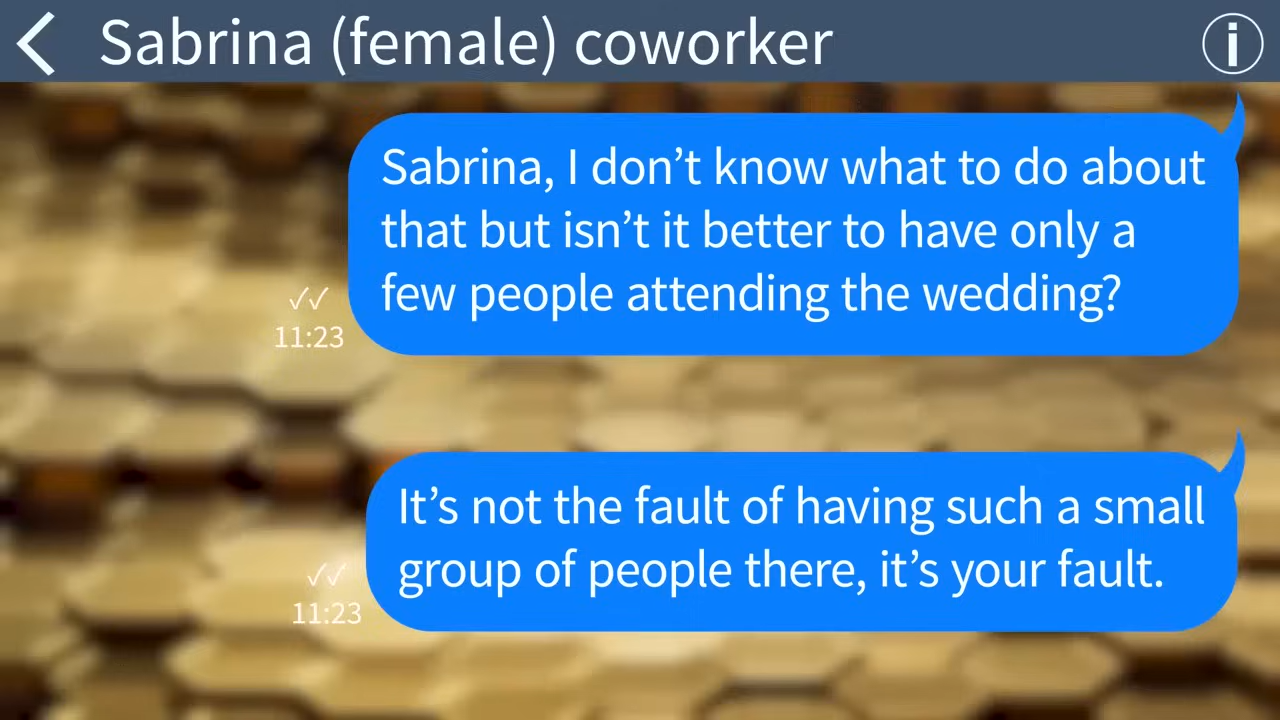 Sabrina (female) coworker
Sabrina, I don’t know what to do about
that but isn’t it better to have only a
few people attending the wedding?
✓✓
11:23
It’s not the fault of having such a small
group of people there, it’s your fault.
✓✓
11:23